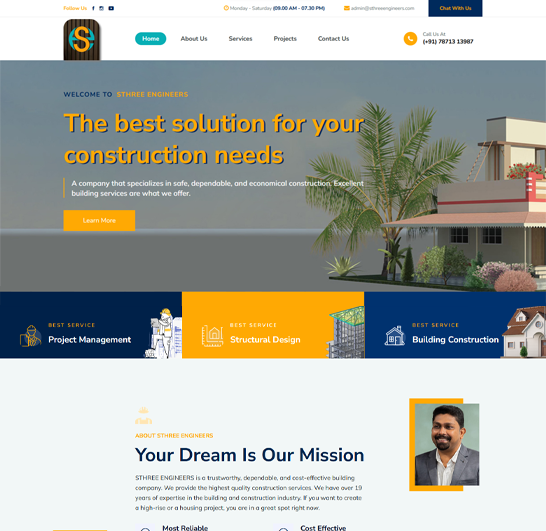 Follow Us
Monday - Saturday (09.00 AM - 07.30 PM)
admin@sthreeengineers.com
Chat With Us
S
Home
About Us
Services
Projects
Contact Us
Call Us At
(+91) 78713 13987
WELCOME TO STHREE ENGINEERS
The best solution for your
construction needs
A company that specializes in safe, dependable, and economical construction. Excellent
building services are what we offer.
Learn More
BEST SERVICE
Project Management
BEST SERVICE
Structural Design
BEST SERVICE
Building Construction
ABOUT STHREE ENGINEERS
Your Dream Is Our Mission
STHREE ENGINEERS is a trustworthy, dependable, and cost-effective building
company. We provide the highest quality construction services. We have over 19
years of expertise in the building and construction industry. If you want to create
a high-rise or a housing project, you are in a great spot right now.
Most Reliable
Cost Effective